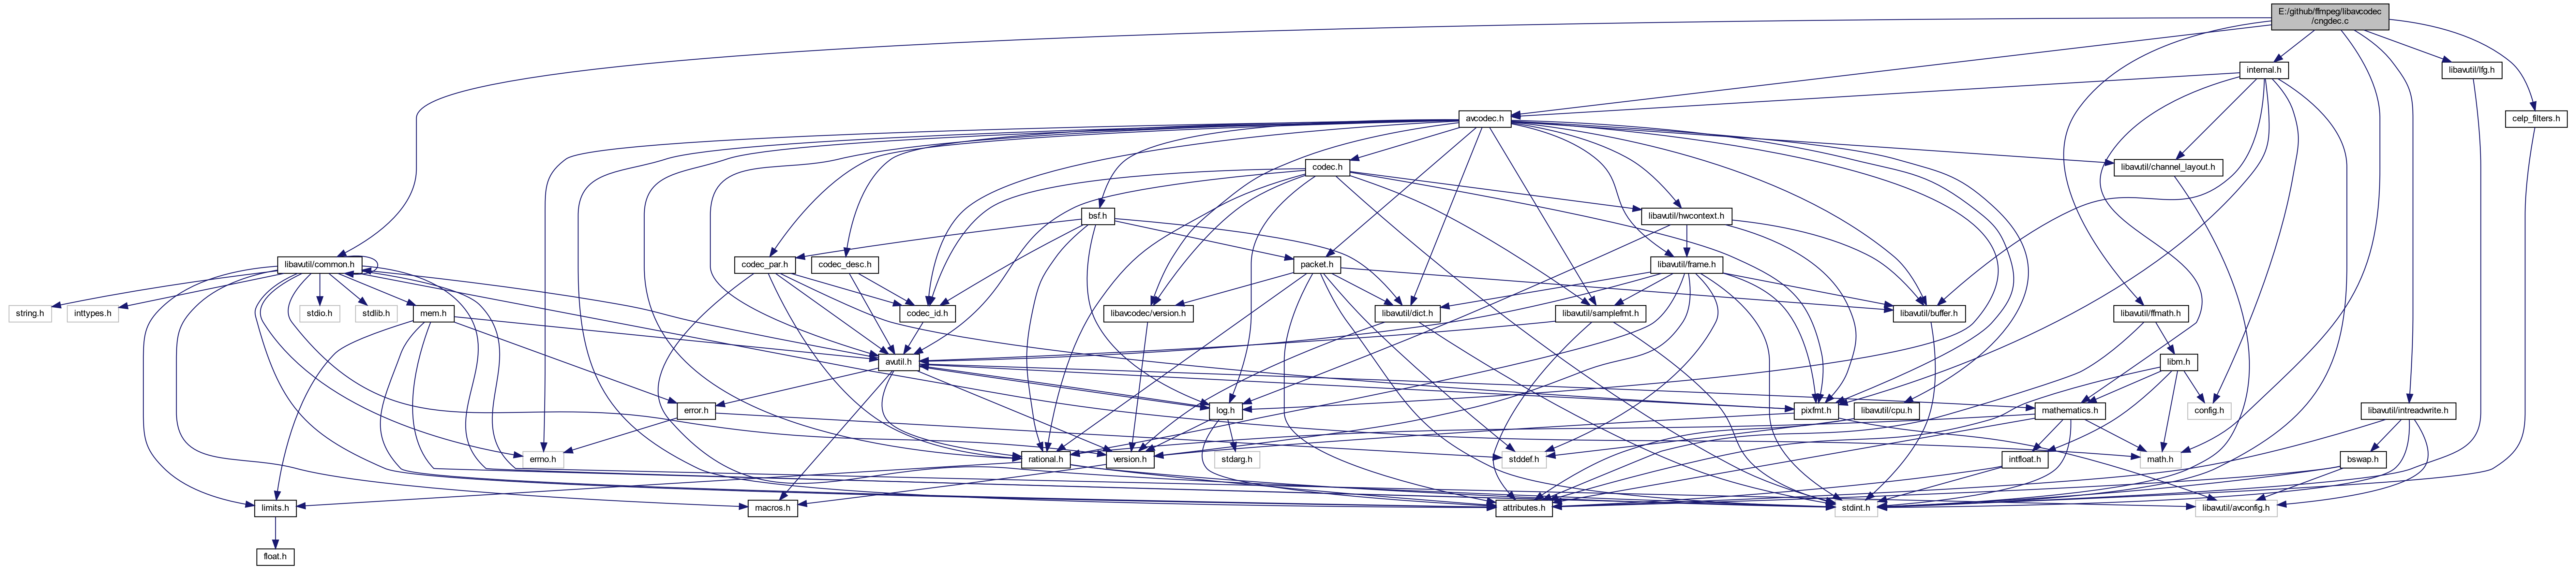 E:/github/ffmpeg/libavcodec
/cngdec.c
internal.h
libavutil/lfg.h
avcodec.h
celp_filters.h
codec.h
libavutil/channel_layout.h
bsf.h
libavutil/hwcontext.h
libavutil/common.h
codec_par.h
codec_desc.h
packet.h
libavutil/frame.h
string.h
inttypes.h
stdio.h
stdlib.h
mem.h
codec_id.h
libavcodec/version.h
libavutil/dict.h
libavutil/samplefmt.h
libavutil/buffer.h
libavutil/ffmath.h
avutil.h
libm.h
error.h
log.h
pixfmt.h
libavutil/cpu.h
mathematics.h
config.h
libavutil/intreadwrite.h
errno.h
rational.h
version.h
stdarg.h
stddef.h
intfloat.h
math.h
bswap.h
limits.h
macros.h
attributes.h
stdint.h
libavutil/avconfig.h
float.h